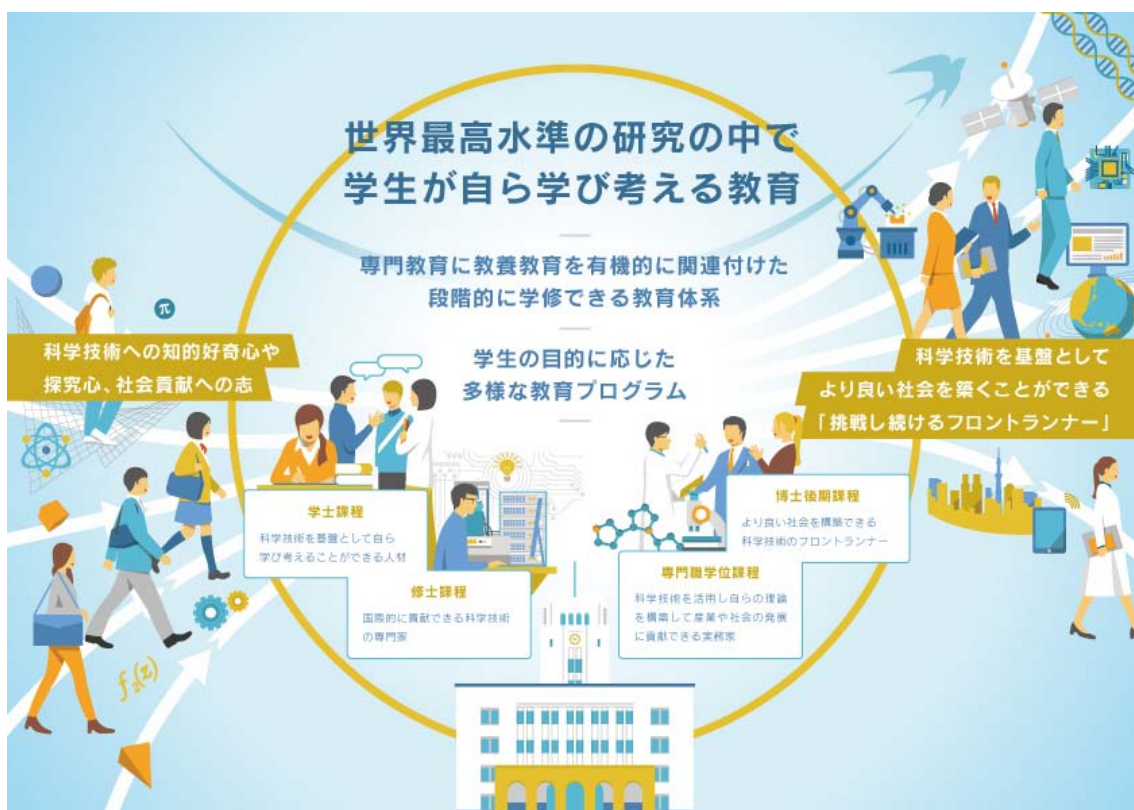 世界最高水準の研究の中で
学生が自ら学び考える教育
専門教育に教養教育を有機的に関連付けた
段階的に学修できる教育体系
学生の目的に応じた
多様な教育プログラム
π
科学技術への知的好奇心や
探究心、社会貢献への志
科学技術を基盤として
より良い社会を築くことができる
「挑戦し続けるフロントランナー」
学士課程
科学技術を基盤として自ら
学び考えることができる人材
修士課程
国際的に貢献できる科学技術
の専門家
博士後期課程
より良い社会を構築できる
科学技術のフロントランナー
専門職学位課程
科学技術を活用し自らの理論
を構築して産業や社会の発展
に貢献できる実務家
f₂(z)